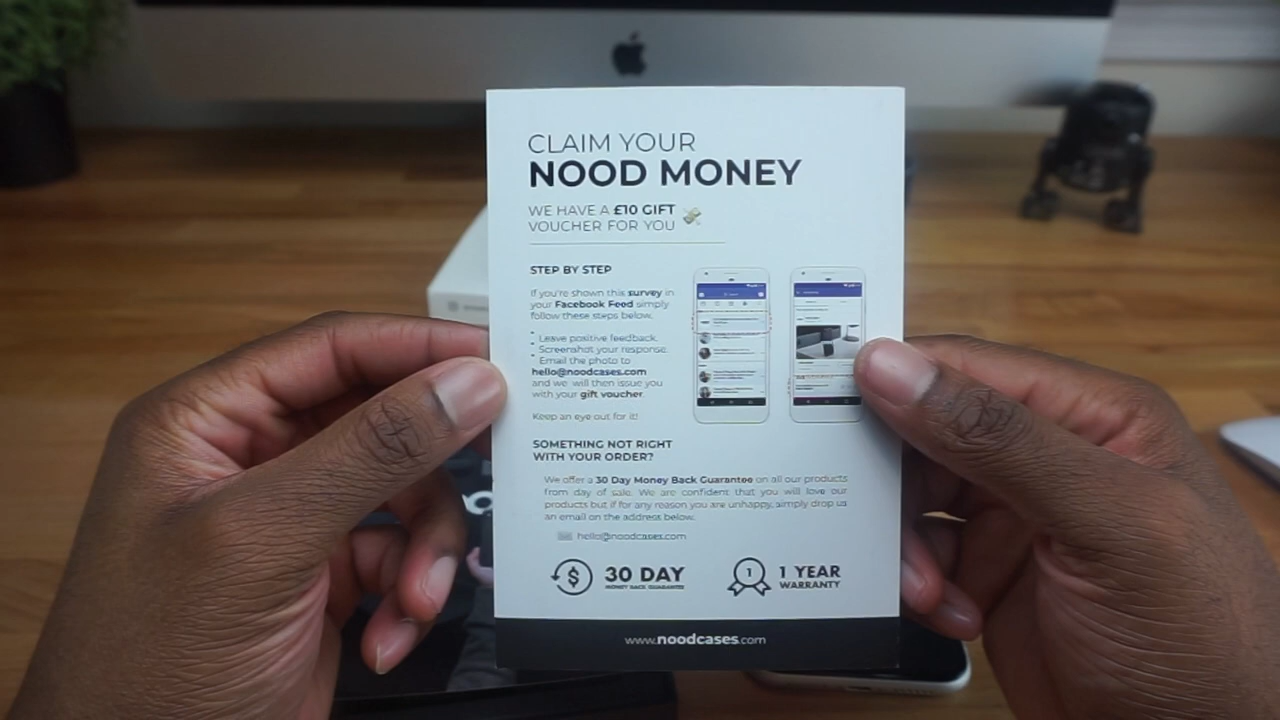 CLAIM YOUR
NOOD MONEY
WE HAVE A £10 GIFT
VOUCHER FOR YOU
STEP BY STEP
If you're shown this survey in
your Facebook Feed simply
follow these steps below.
Leave positive feedback.
Screenshot your response.
Email the photo to
hello@noodcases.com
and we will then issue you
with your gift voucher.
Keep an eye out for it!
SOMETHING NOT RIGHT
WITH YOUR ORDER?
We offer a 30 Day Money Back Guarantee on all our products
from day of sale. We are confident that you will love our
products but if for any reason you are unhappy, simply drop us
an email on the address below.
hello@noodcases.com
30 DAY
MONEY BACK GUARANTEE
1
1 YEAR
WARRANTY
www.noodcases.com